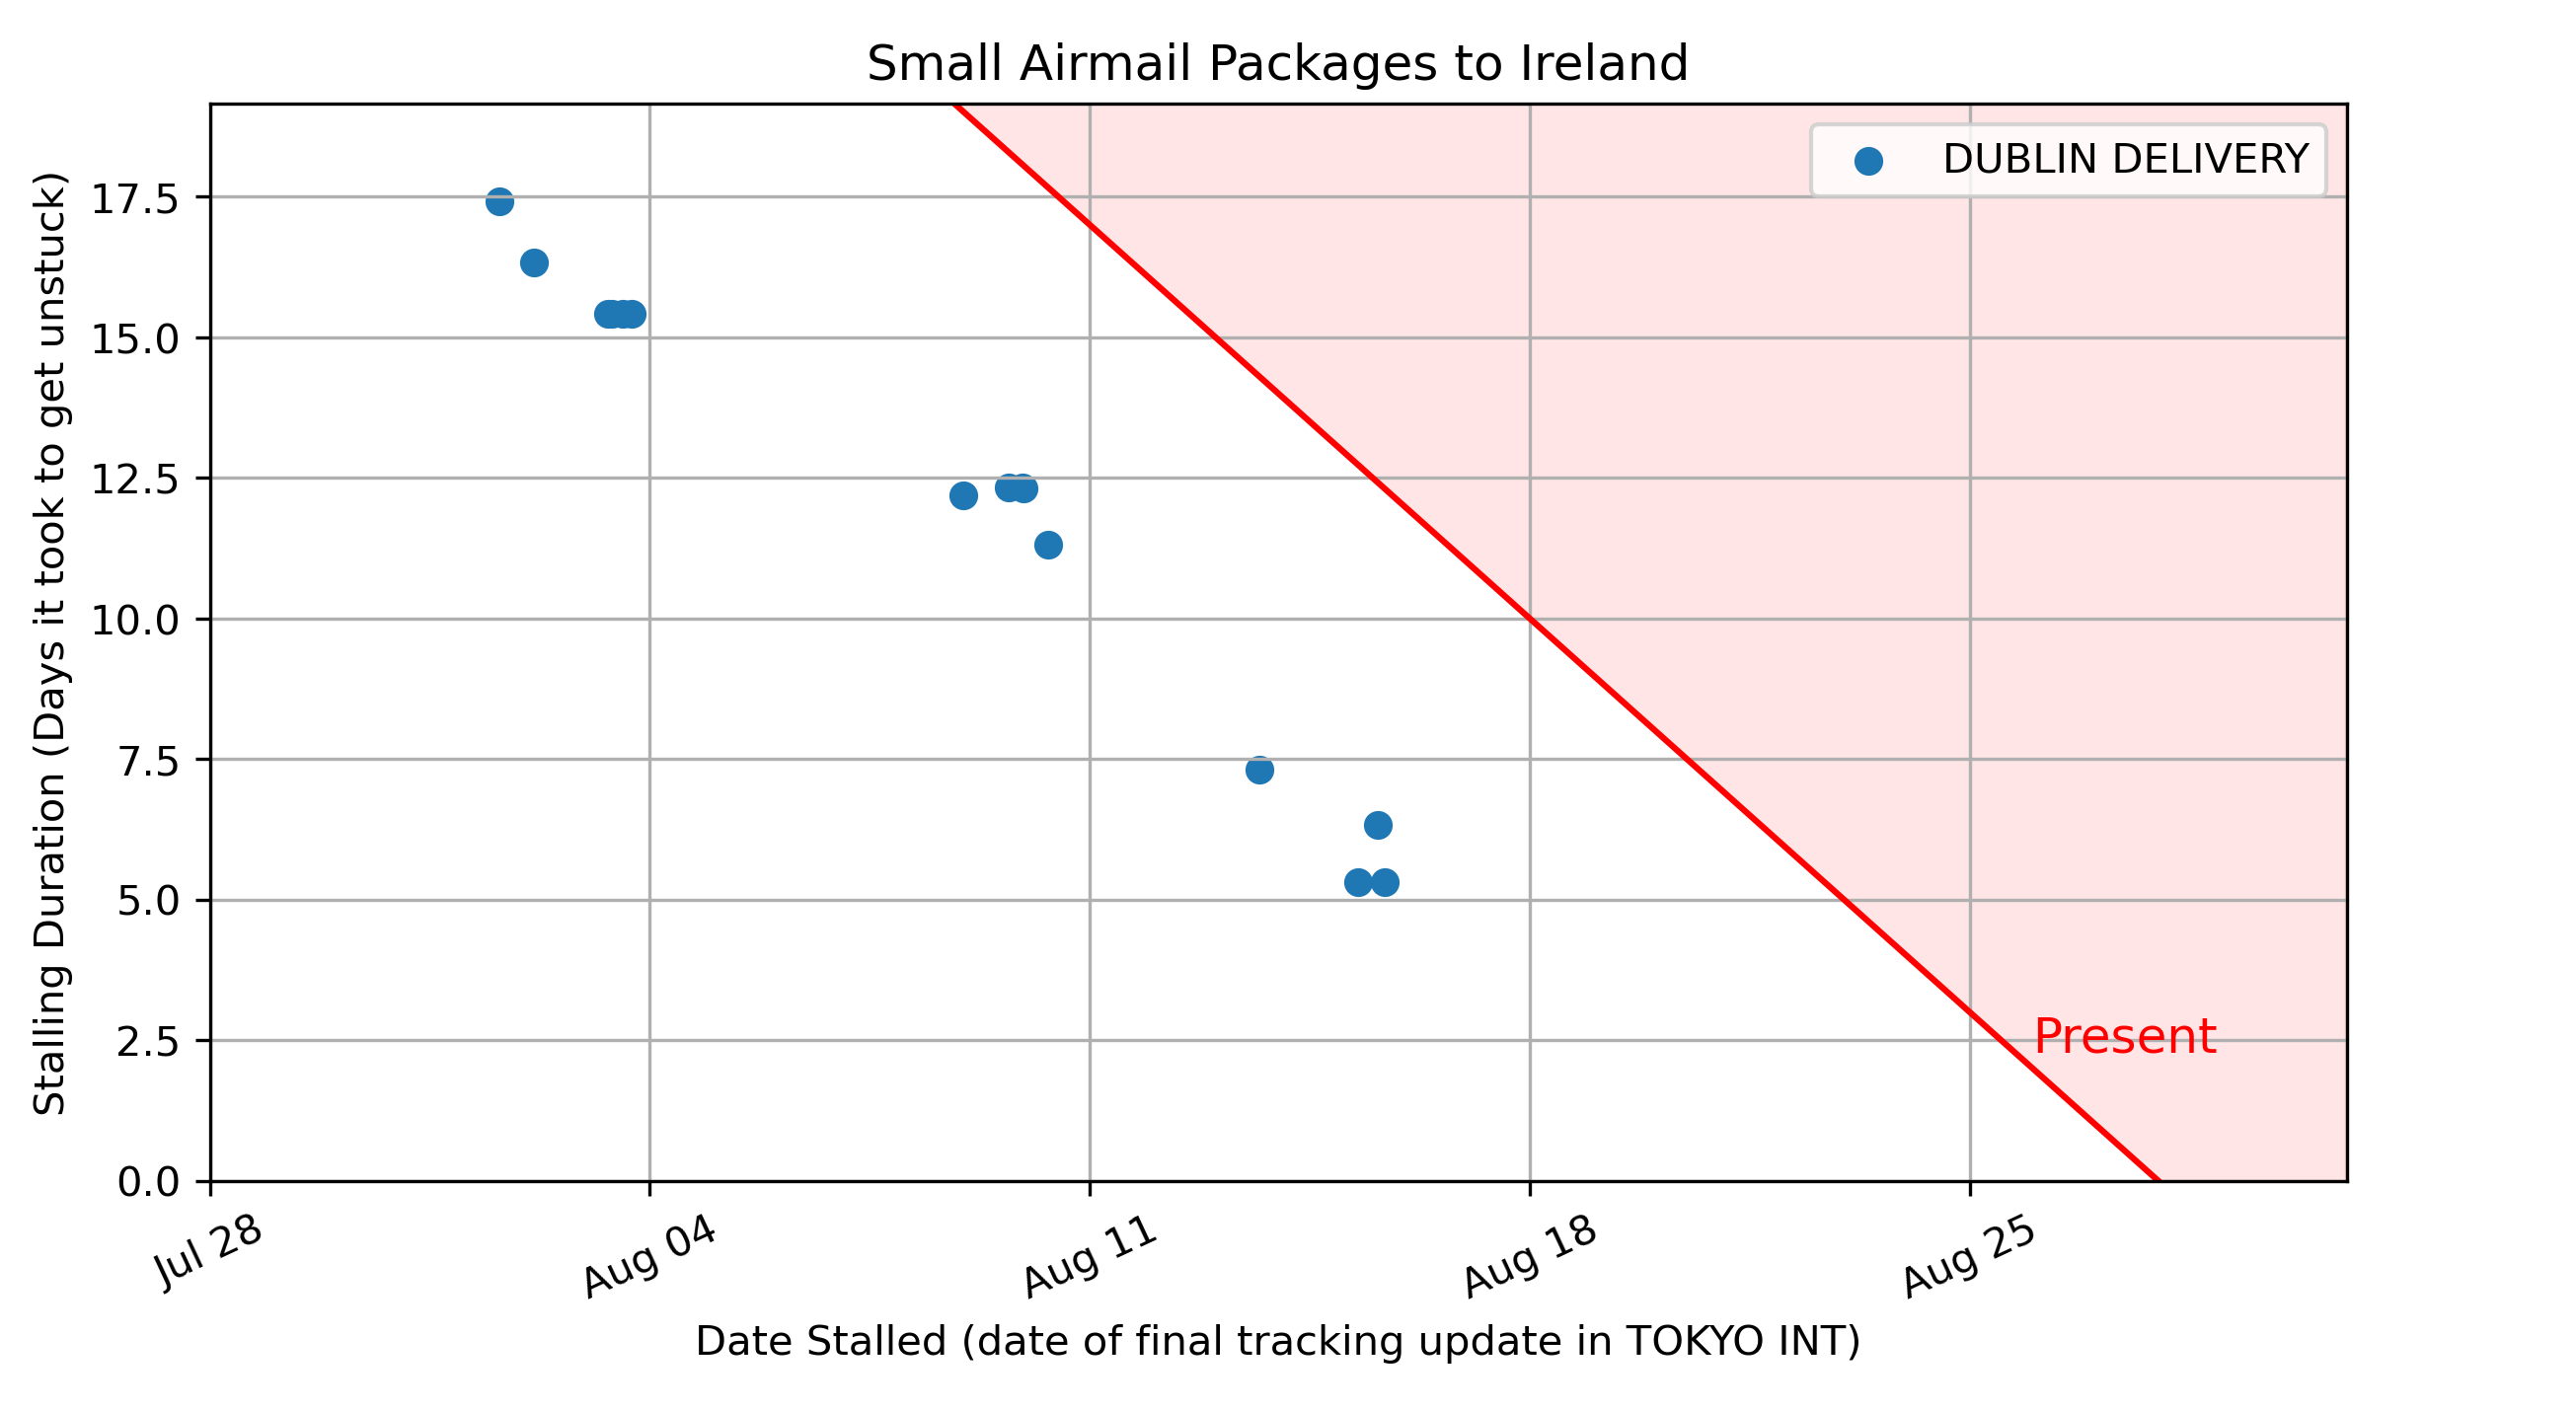 Small Airmail Packages to Ireland
DUBLIN DELIVERY
Stalling Duration (Days it took to get unstuck)
17.5
15.0
12.5
10.0
7.5
5.0
2.5
0.0
Present
Jul 28
Aug 04
Aug 11
Aug 18
Aug 25
Date Stalled (date of final tracking update in TOKYO INT)